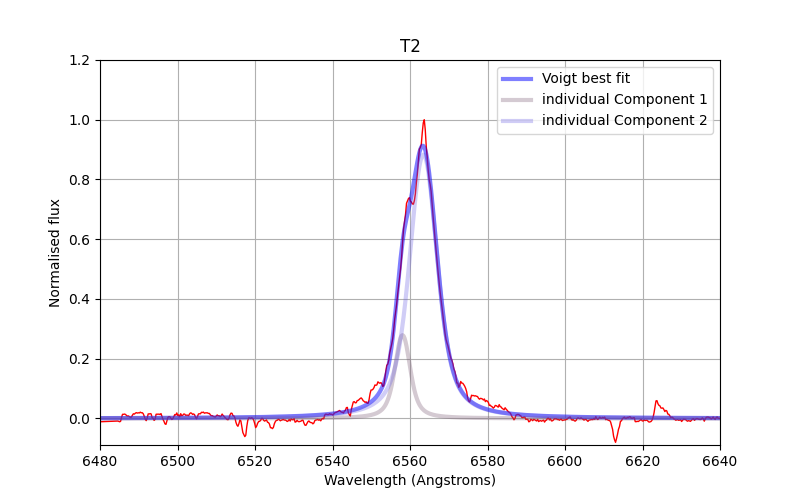 T2
1.2
1.0
0.8
0.6
0.4
0.2
0.0
Normalised flux
Voigt best fit
individual Component 1
individual Component 2
6480 6500 6520 6540 6560 6580 6600 6620 6640
Wavelength (Angstroms)